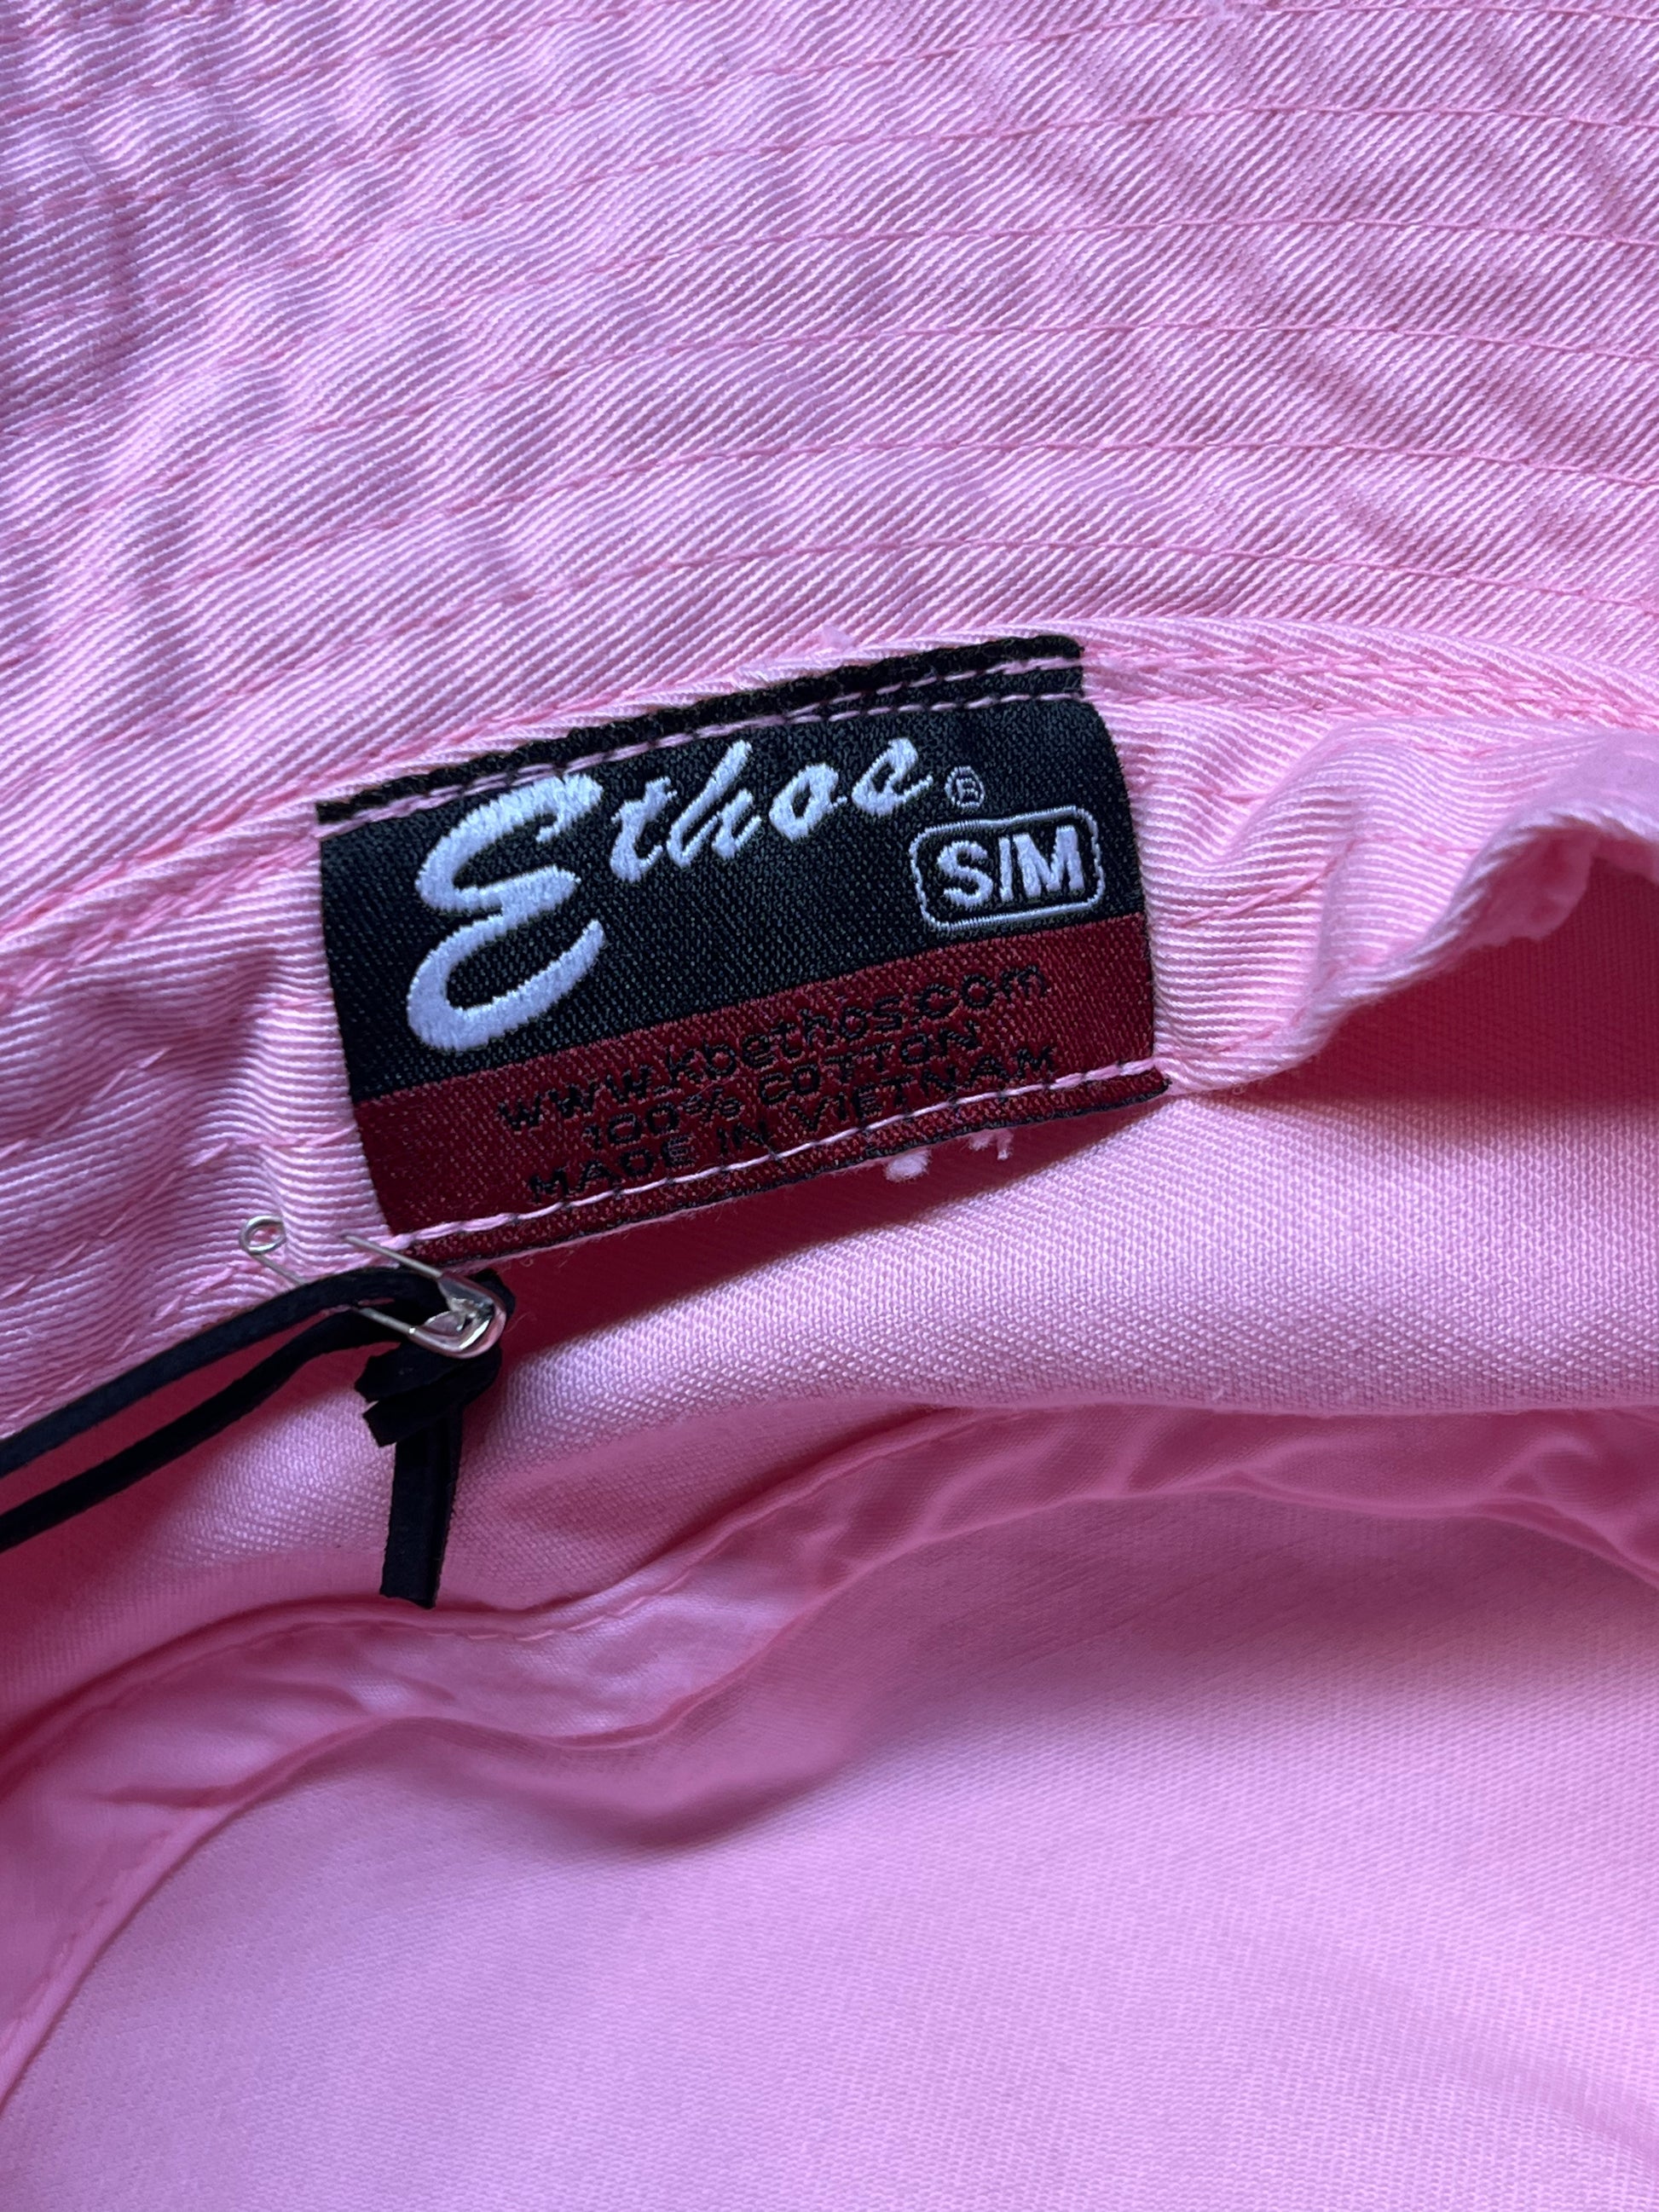 Ethos®
S/M
www.kbethos.com
100% COTTON
MADE IN VIETNAM